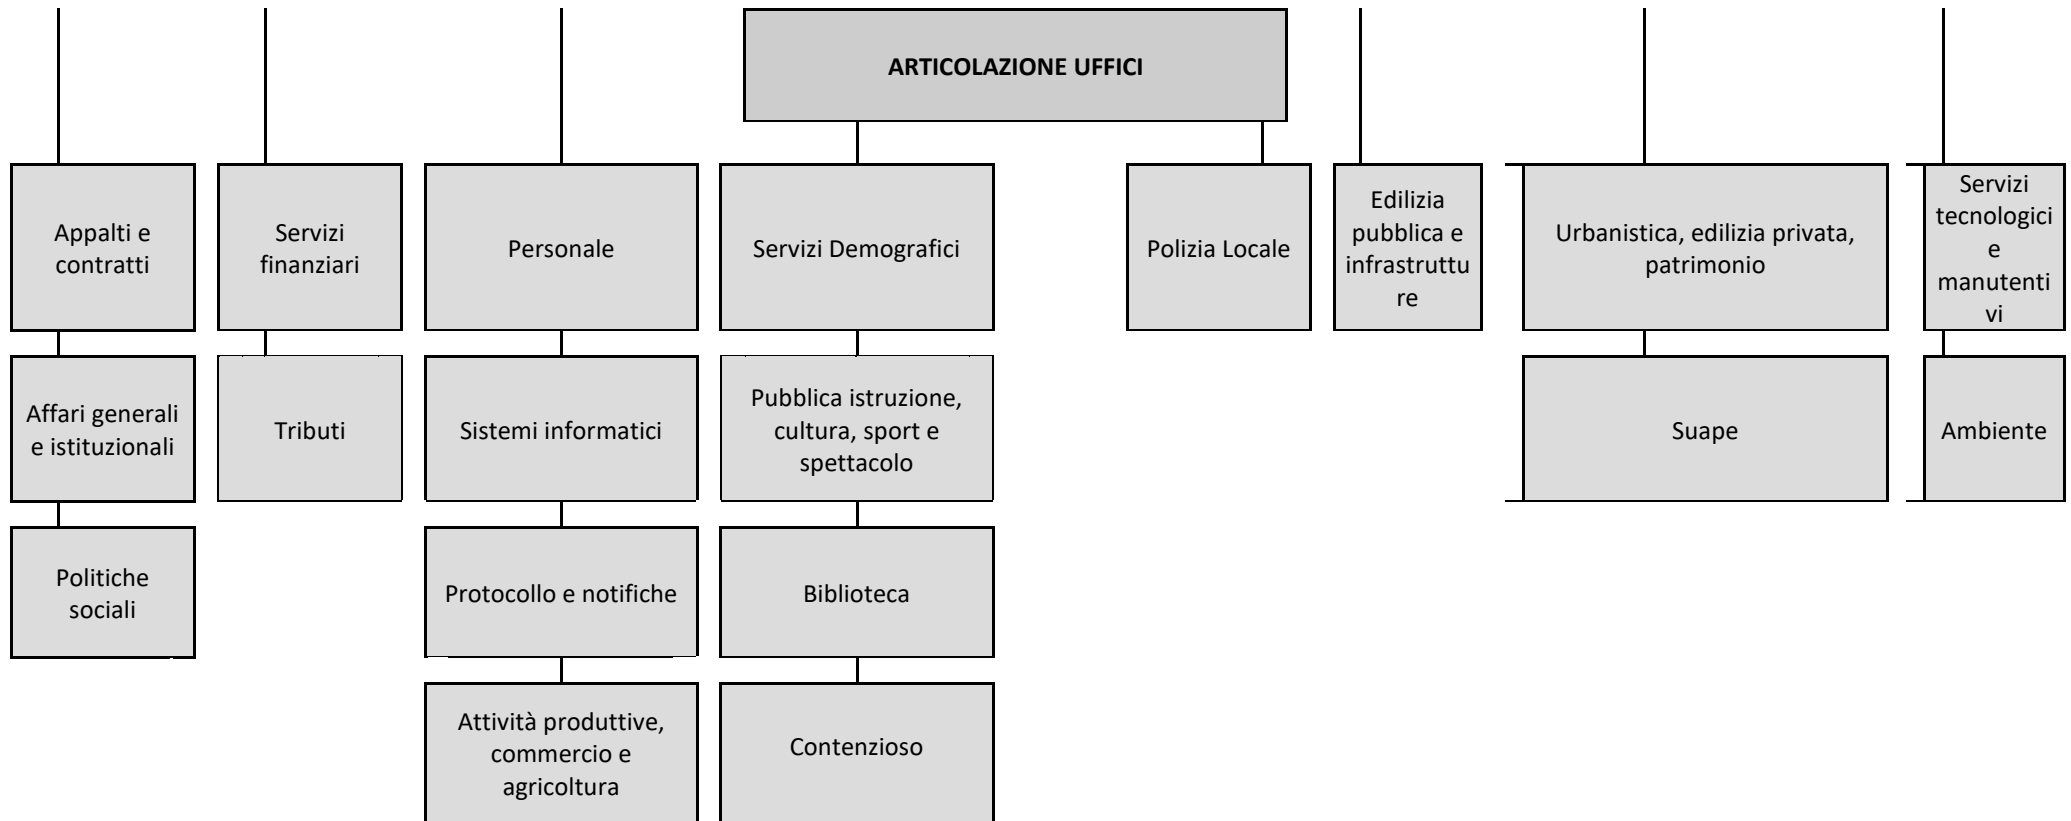 ARTICOLAZIONE UFFICI
Appalti e
contratti
Servizi
finanziari
Personale
Servizi Demografici
Polizia Locale
Edilizia
pubblica e
infrastruttu
re
Urbanistica, edilizia privata,
patrimonio
Servizi
tecnologici
e
manutenti
vi
Affari generali
e istituzionali
Tributi
Sistemi informatici
Pubblica istruzione,
cultura, sport e
spettacolo
Suape
Ambiente
Politiche
sociali
Protocollo e notifiche
Biblioteca
Attività produttive,
commercio e
agricoltura
Contenzioso